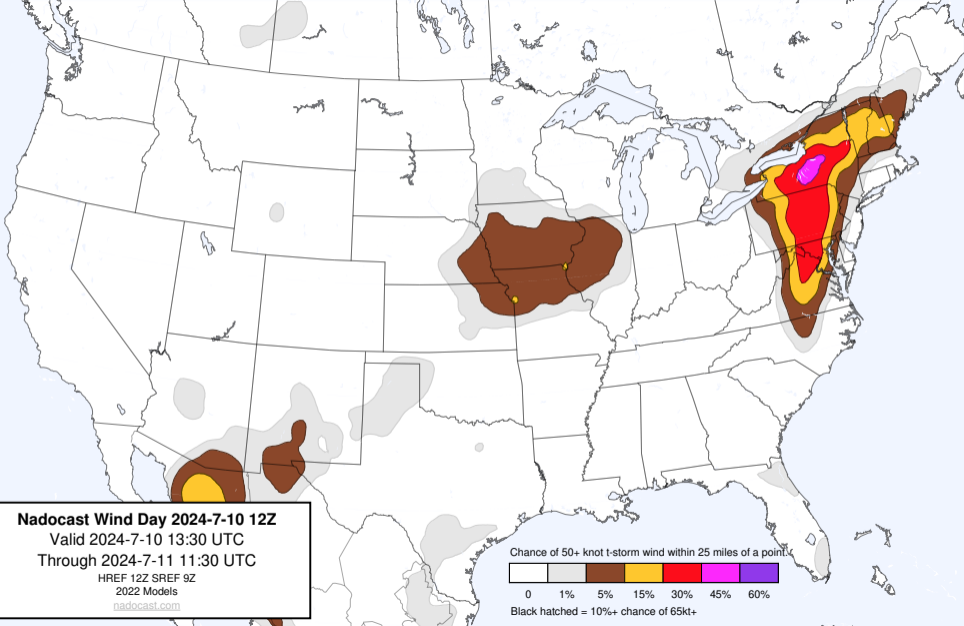 Nadocast Wind Day 2024-7-10 12Z
Valid 2024-7-10 13:30 UTC
Through 2024-7-11 11:30 UTC
HREF 12Z SREF 9Z
2022 Models
nadocast.com
Chance of 50+ knot t-storm wind within 25 miles of a point.
0 1% 5% 15% 30% 45% 60%
Black hatched = 10%+ chance of 65kt+